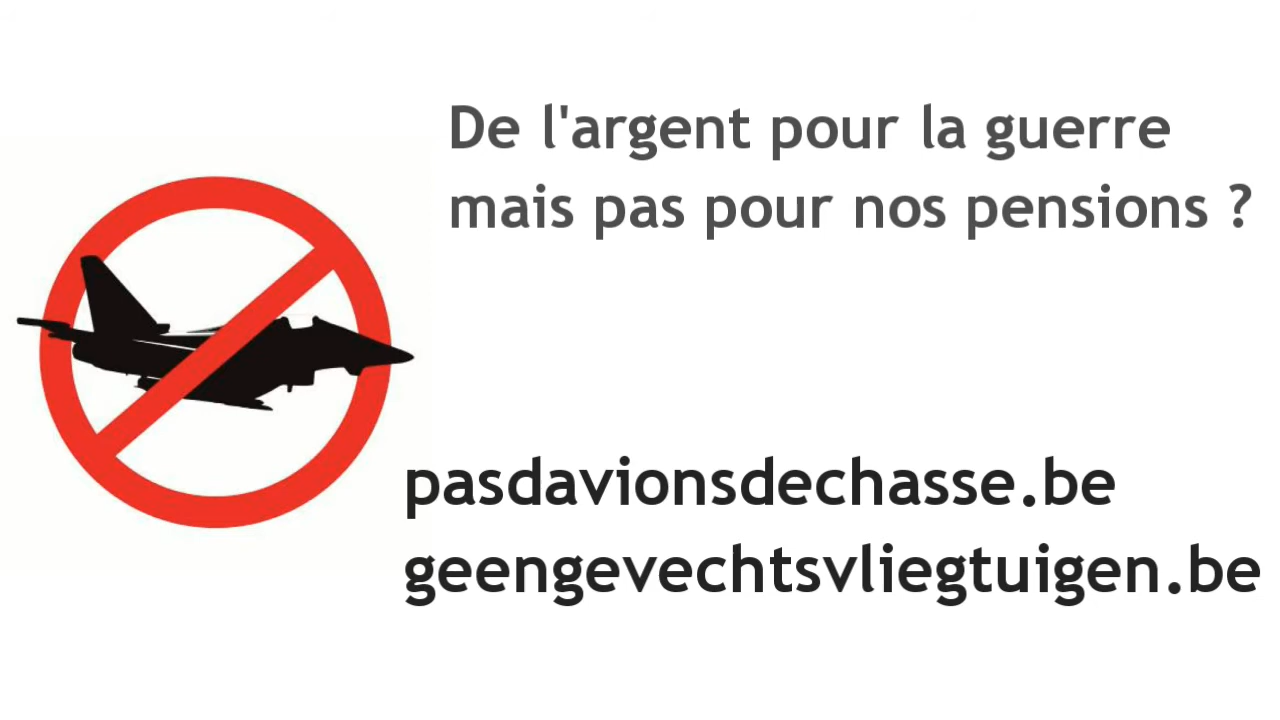 De l'argent pour la guerre
mais pas pour nos pensions ?
pasdavionsdechasse.be
geengevechtsvliegtuigen.be